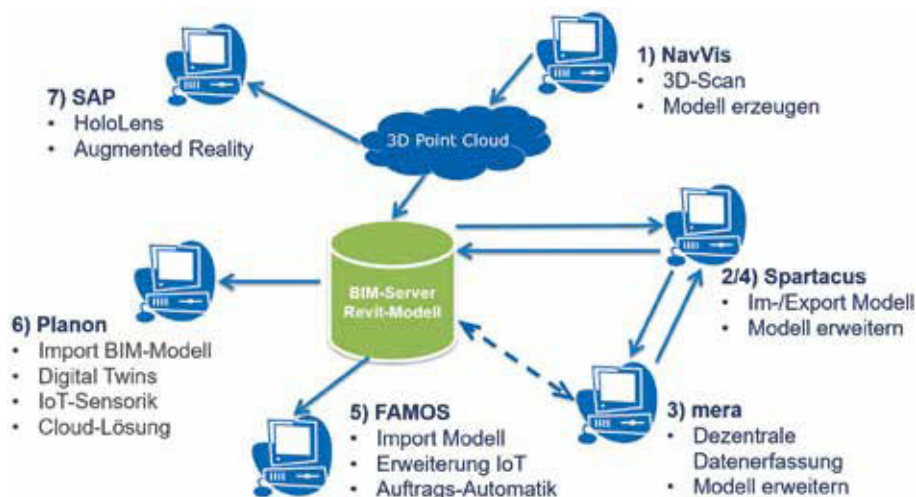 1) NavVis
• 3D-Scan
• Modell erzeugen
7) SAP
• HoloLens
• Augmented Reality
3D Point Cloud
BIM-Server
Revit-Modell
2/4) Spartacus
• Im-/Export Modell
• Modell erweitern
6) Planon
• Import BIM-Modell
• Digital Twins
• IoT-Sensorik
• Cloud-Lösung
5) FAMOS
• Import Modell
• Erweiterung IoT
• Auftrags-Automatik
3) mera
• Dezentrale
Datenerfassung
• Modell erweitern